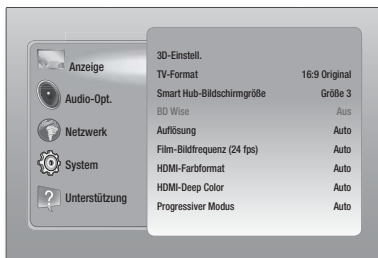 Anzeige
Audio-Opt.
Netzwerk
System
Unterstützung
3D-Einstell.
TV-Format 16:9 Original
Smart Hub-Bildschirmgröße Größe 3
BD Wise Aus
Auflösung Auto
Film-Bildfrequenz (24 fps) Auto
HDMI-Farbformat Auto
HDMI-Deep Color Auto
Progressiver Modus Auto